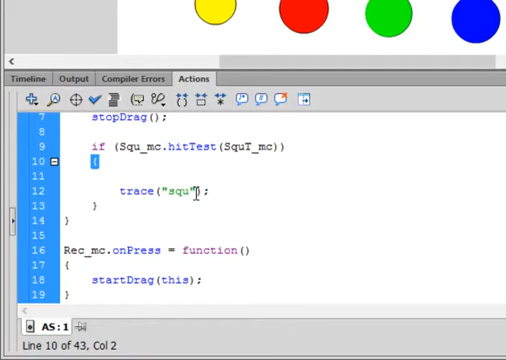 Timeline Output Compiler Errors Actions
7 stopDrag();
8
9 if (Squ_mc.hitTest(SquT_mc))
10 {
11
12 trace("squ");
13 }
14 }
15
16 Rec_mc.onPress = function()
17 {
18 startDrag(this);
19 }
AS:1
Line 10 of 43, Col 2